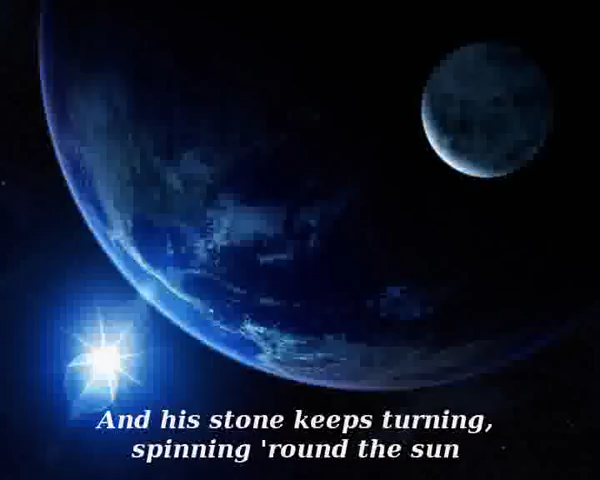 And his stone keeps turning,
spinning 'round the sun